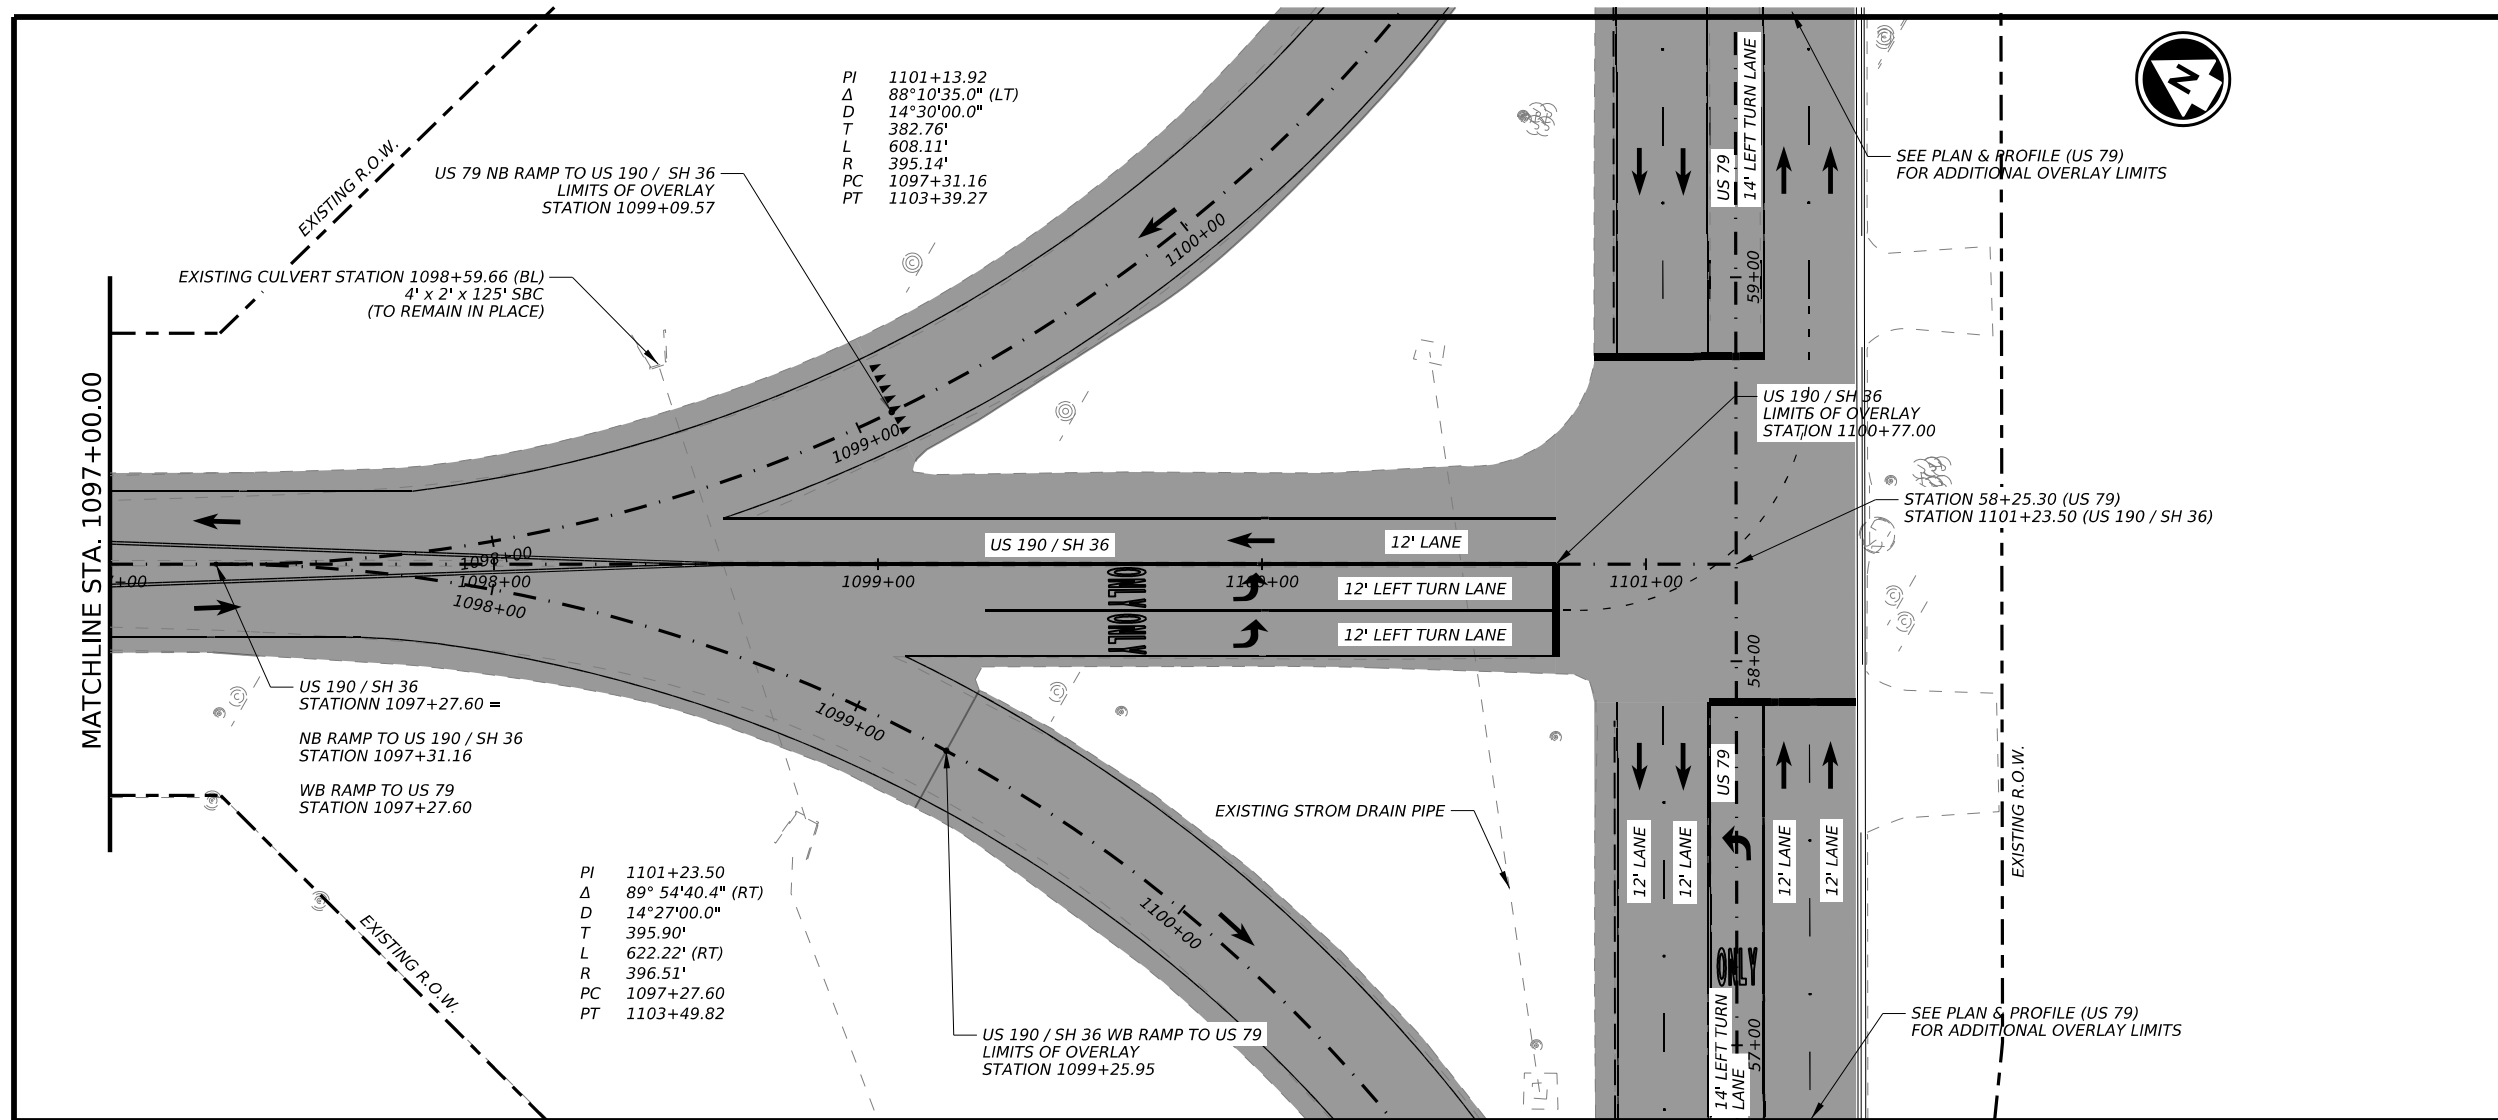 PI 1101+13.92
Δ 88°10'35.0" (LT)
D 14°30'00.0"
T 382.76'
L 608.11'
R 395.14'
PC 1097+31.16
PT 1103+39.27
N
14' LEFT TURN LANE
US 79
SEE PLAN & PROFILE (US 79)
FOR ADDITIONAL OVERLAY LIMITS
EXISTING R.O.W.
US 79 NB RAMP TO US 190 / SH 36
LIMITS OF OVERLAY
STATION 1099+09.57
1100+00
59+00
EXISTING CULVERT STATION 1098+59.66 (BL)
4' x 2' x 125' SBC
(TO REMAIN IN PLACE)
US 190 / SH 36
LIMITS OF OVERLAY
STATION 1100+77.00
1099+00
MATCHLINE STA. 1097+00.00
STATION 58+25.30 (US 79)
STATION 1101+23.50 (US 190 / SH 36)
US 190 / SH 36
12' LANE
1098+00
+00
1098+00
1099+00
1100+00
1101+00
1098+00
ONLY
12' LEFT TURN LANE
ONLY
12' LEFT TURN LANE
58+00
US 190 / SH 36
STATIONN 1097+27.60 =
NB RAMP TO US 190 / SH 36
STATION 1097+31.16
WB RAMP TO US 79
STATION 1097+27.60
1099+00
US 79
EXISTING STROM DRAIN PIPE
12' LANE
12' LANE
12' LANE
12' LANE
EXISTING R.O.W.
PI 1101+23.50
Δ 89° 54'40.4" (RT)
D 14°27'00.0"
T 395.90'
L 622.22' (RT)
R 396.51'
PC 1097+27.60
PT 1103+49.82
EXISTING R.O.W.
1100+00
ONLY
US 190 / SH 36 WB RAMP TO US 79
LIMITS OF OVERLAY
STATION 1099+25.95
14' LEFT TURN
LANE
57+00
SEE PLAN & PROFILE (US 79)
FOR ADDITIONAL OVERLAY LIMITS